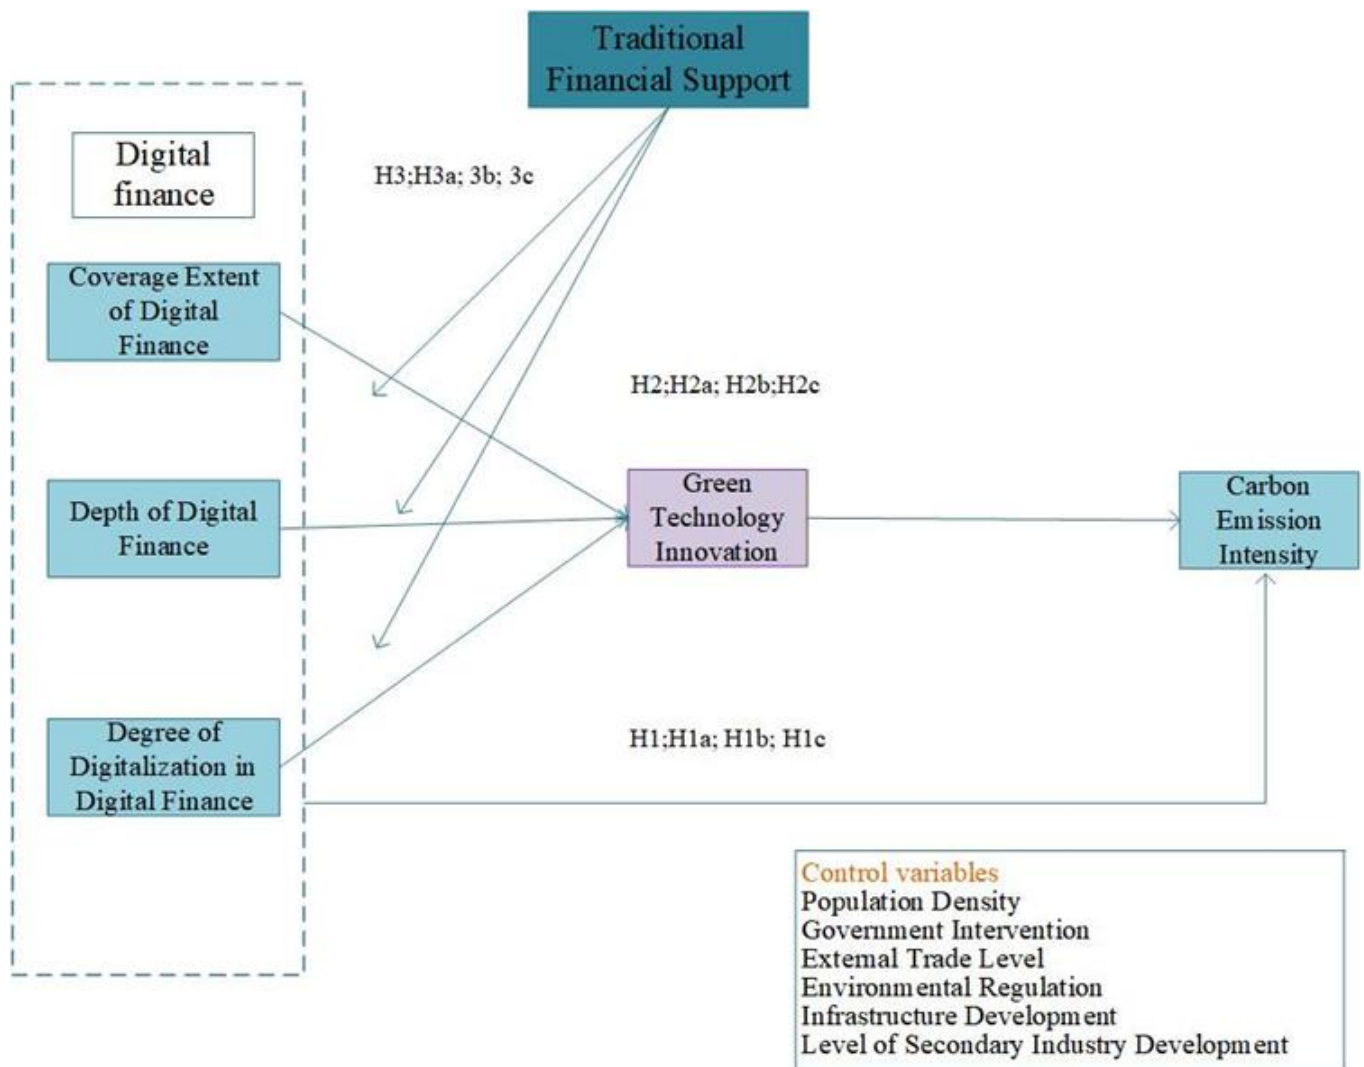 Traditional
Financial Support
Digital
finance
H3;H3a; 3b; 3c
Coverage Extent
of Digital
Finance
H2;H2a; H2b;H2c
Depth of Digital
Finance
Green
Technology
Innovation
Carbon
Emission
Intensity
Degree of
Digitalization in
Digital Finance
H1;H1a; H1b; H1c
Control variables
Population Density
Government Intervention
External Trade Level
Environmental Regulation
Infrastructure Development
Level of Secondary Industry Development